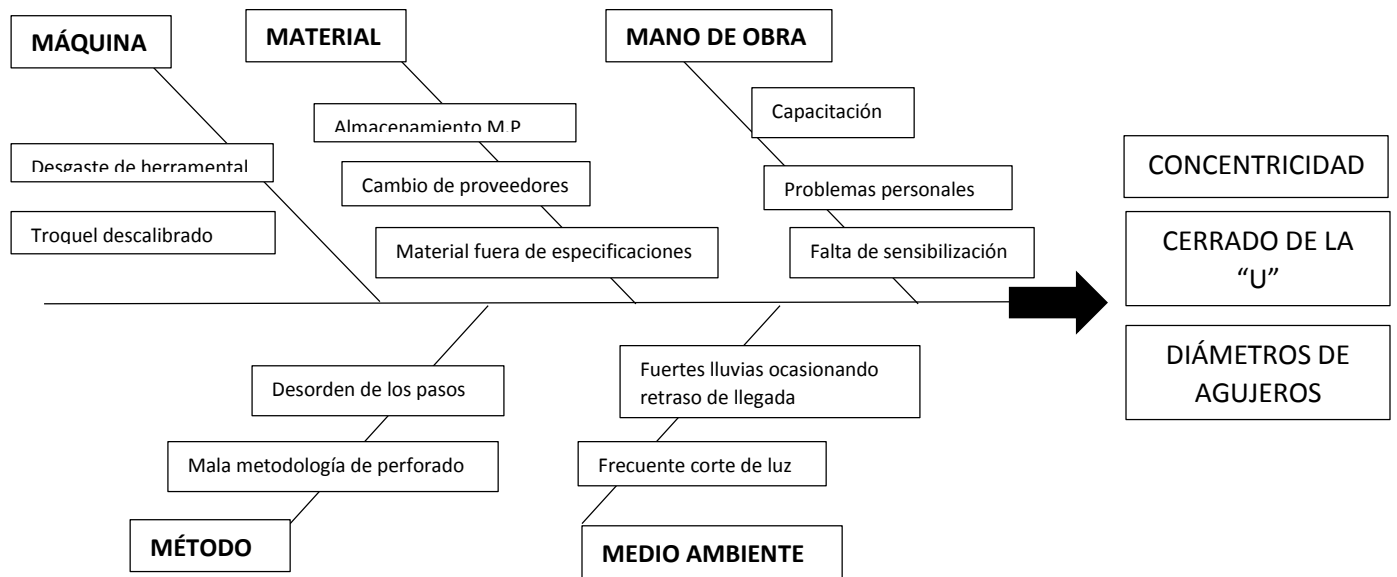 MÁQUINA
MATERIAL
MANO DE OBRA
Capacitación
Almacenamiento M.P
Desgaste de herramental
Cambio de proveedores
Problemas personales
Troquel descalibrado
Material fuera de especificaciones
Falta de sensibilización
CONCENTRICIDAD
CERRADO DE LA
“U”
DIÁMETROS DE
AGUJEROS
Desorden de los pasos
Fuertes lluvias ocasionando
retraso de llegada
Mala metodología de perforado
Frecuente corte de luz
MÉTODO
MEDIO AMBIENTE